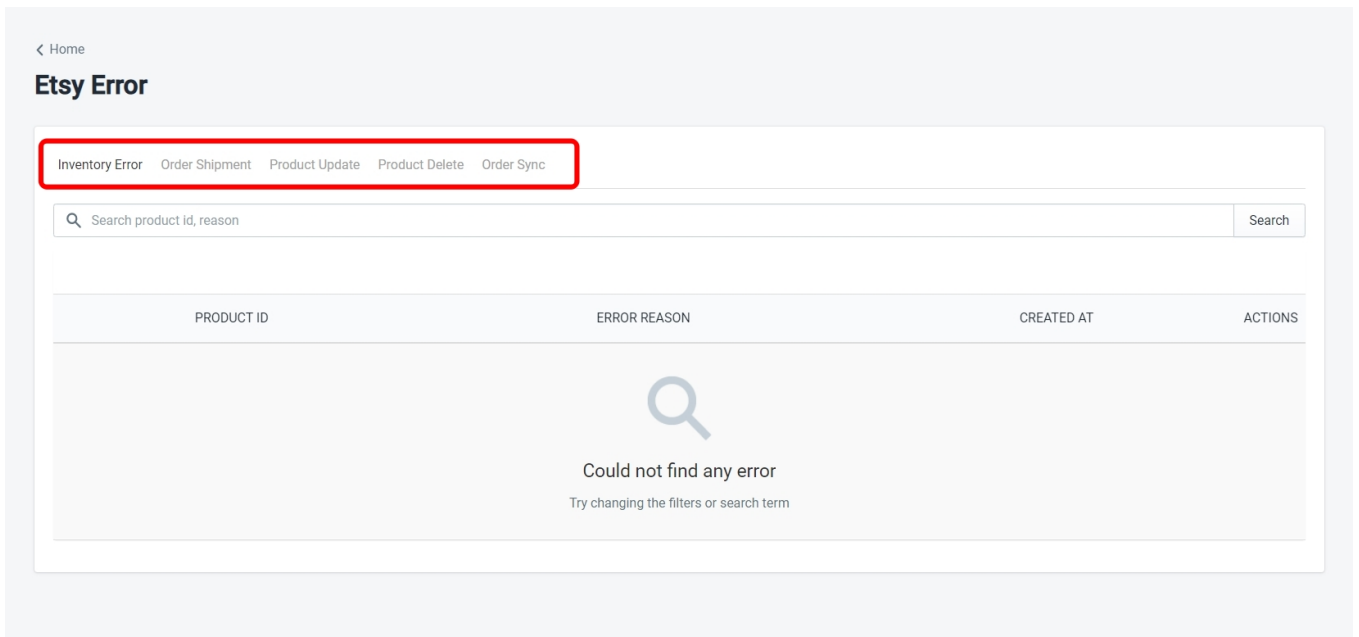 Home
Etsy Error
Inventory Error Order Shipment Product Update Product Delete Order Sync
Search product id, reason Search
PRODUCT ID ERROR REASON CREATED AT ACTIONS
Could not find any error
Try changing the filters or search term